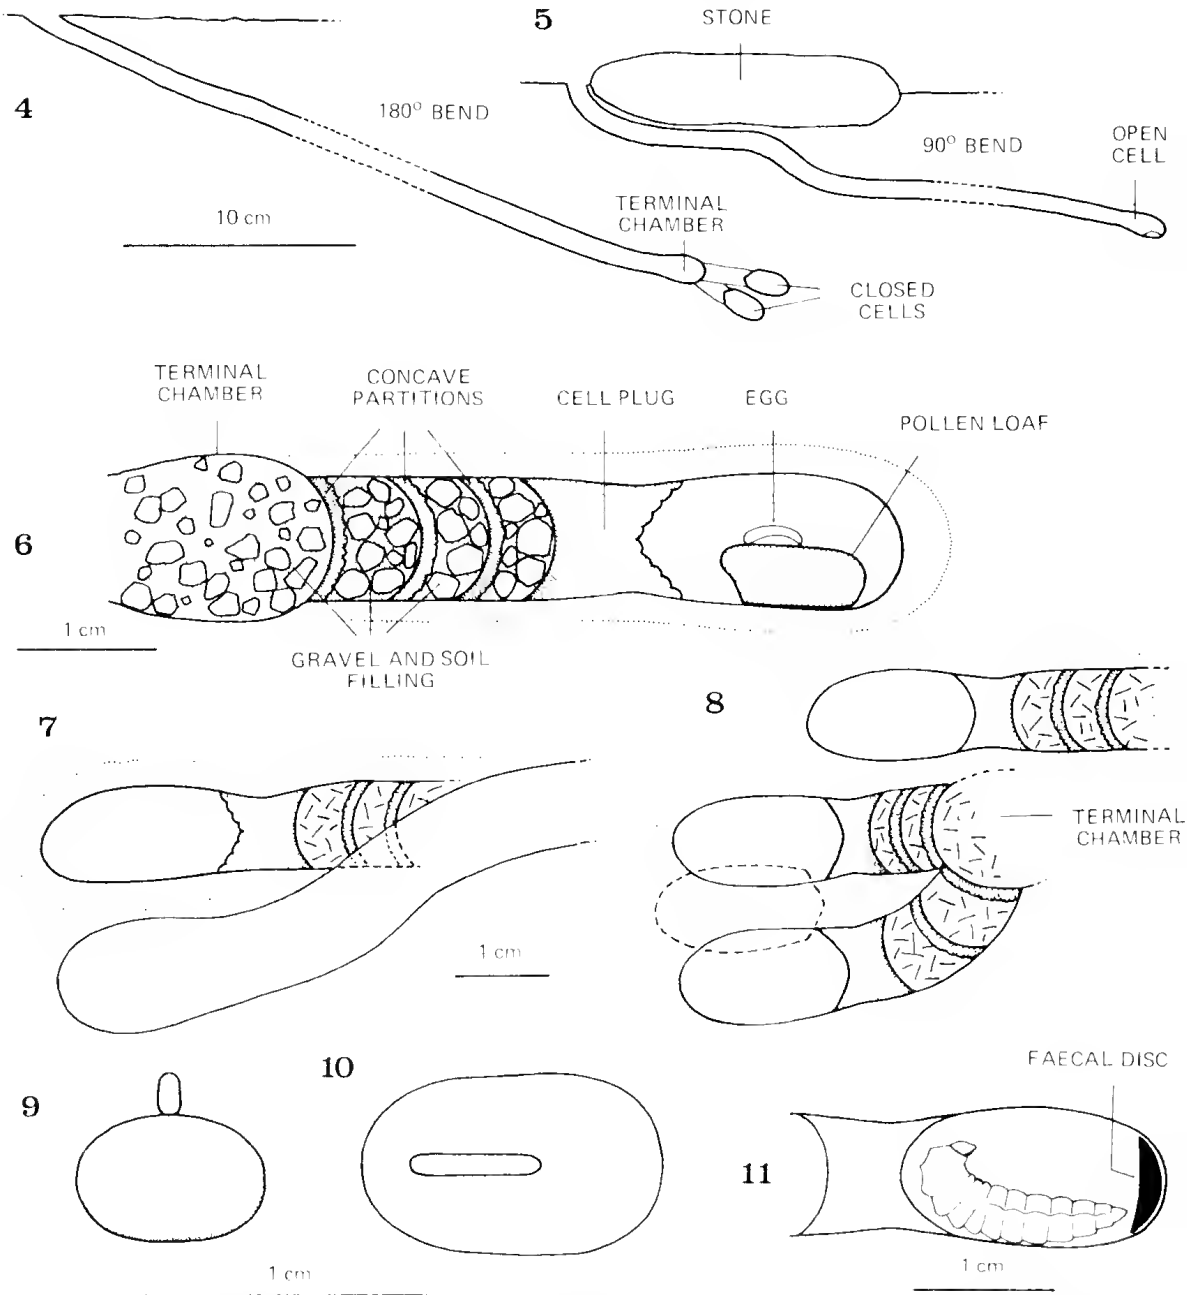 4
180° BEND
10 cm
TERMINAL
CHAMBER
CLOSED
CELLS
5
STONE
90° BEND
OPEN
CELL
6
TERMINAL
CHAMBER
CONCAVE
PARTITIONS
CELL PLUG
EGG
POLLEN LOAF
1 cm
GRAVEL AND SOIL
FILLING
7
1 cm
8
TERMINAL
CHAMBER
9
10
1 cm
11
FAECAL DISC
1 cm